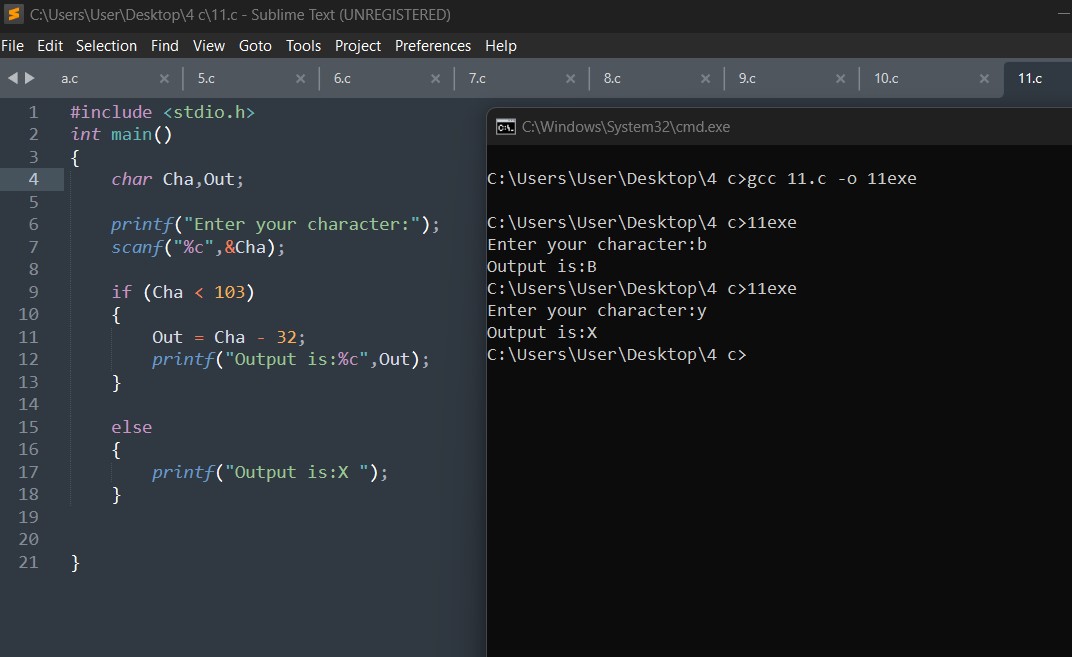 C:\Users\User\Desktop\4 c\11.c - Sublime Text (UNREGISTERED)
File Edit Selection Find View Goto Tools Project Preferences Help
a.c 5.c 6.c 7.c 8.c 9.c 10.c 11.c
1 #include <stdio.h>
2 int main()
3 {
4 char Cha,Out;
5
6 printf("Enter your character:");
7 scanf("%c",&Cha);
8
9 if (Cha < 103)
10 {
11 Out = Cha - 32;
12 printf("Output is:%c",Out);
13 }
14
15 else
16 {
17 printf("Output is:X ");
18 }
19
20
21 }
C:\Windows\System32\cmd.exe
C:\Users\User\Desktop\4 c>gcc 11.c -o 11exe
C:\Users\User\Desktop\4 c>11exe
Enter your character:b
Output is:B
C:\Users\User\Desktop\4 c>11exe
Enter your character:y
Output is:X
C:\Users\User\Desktop\4 c>